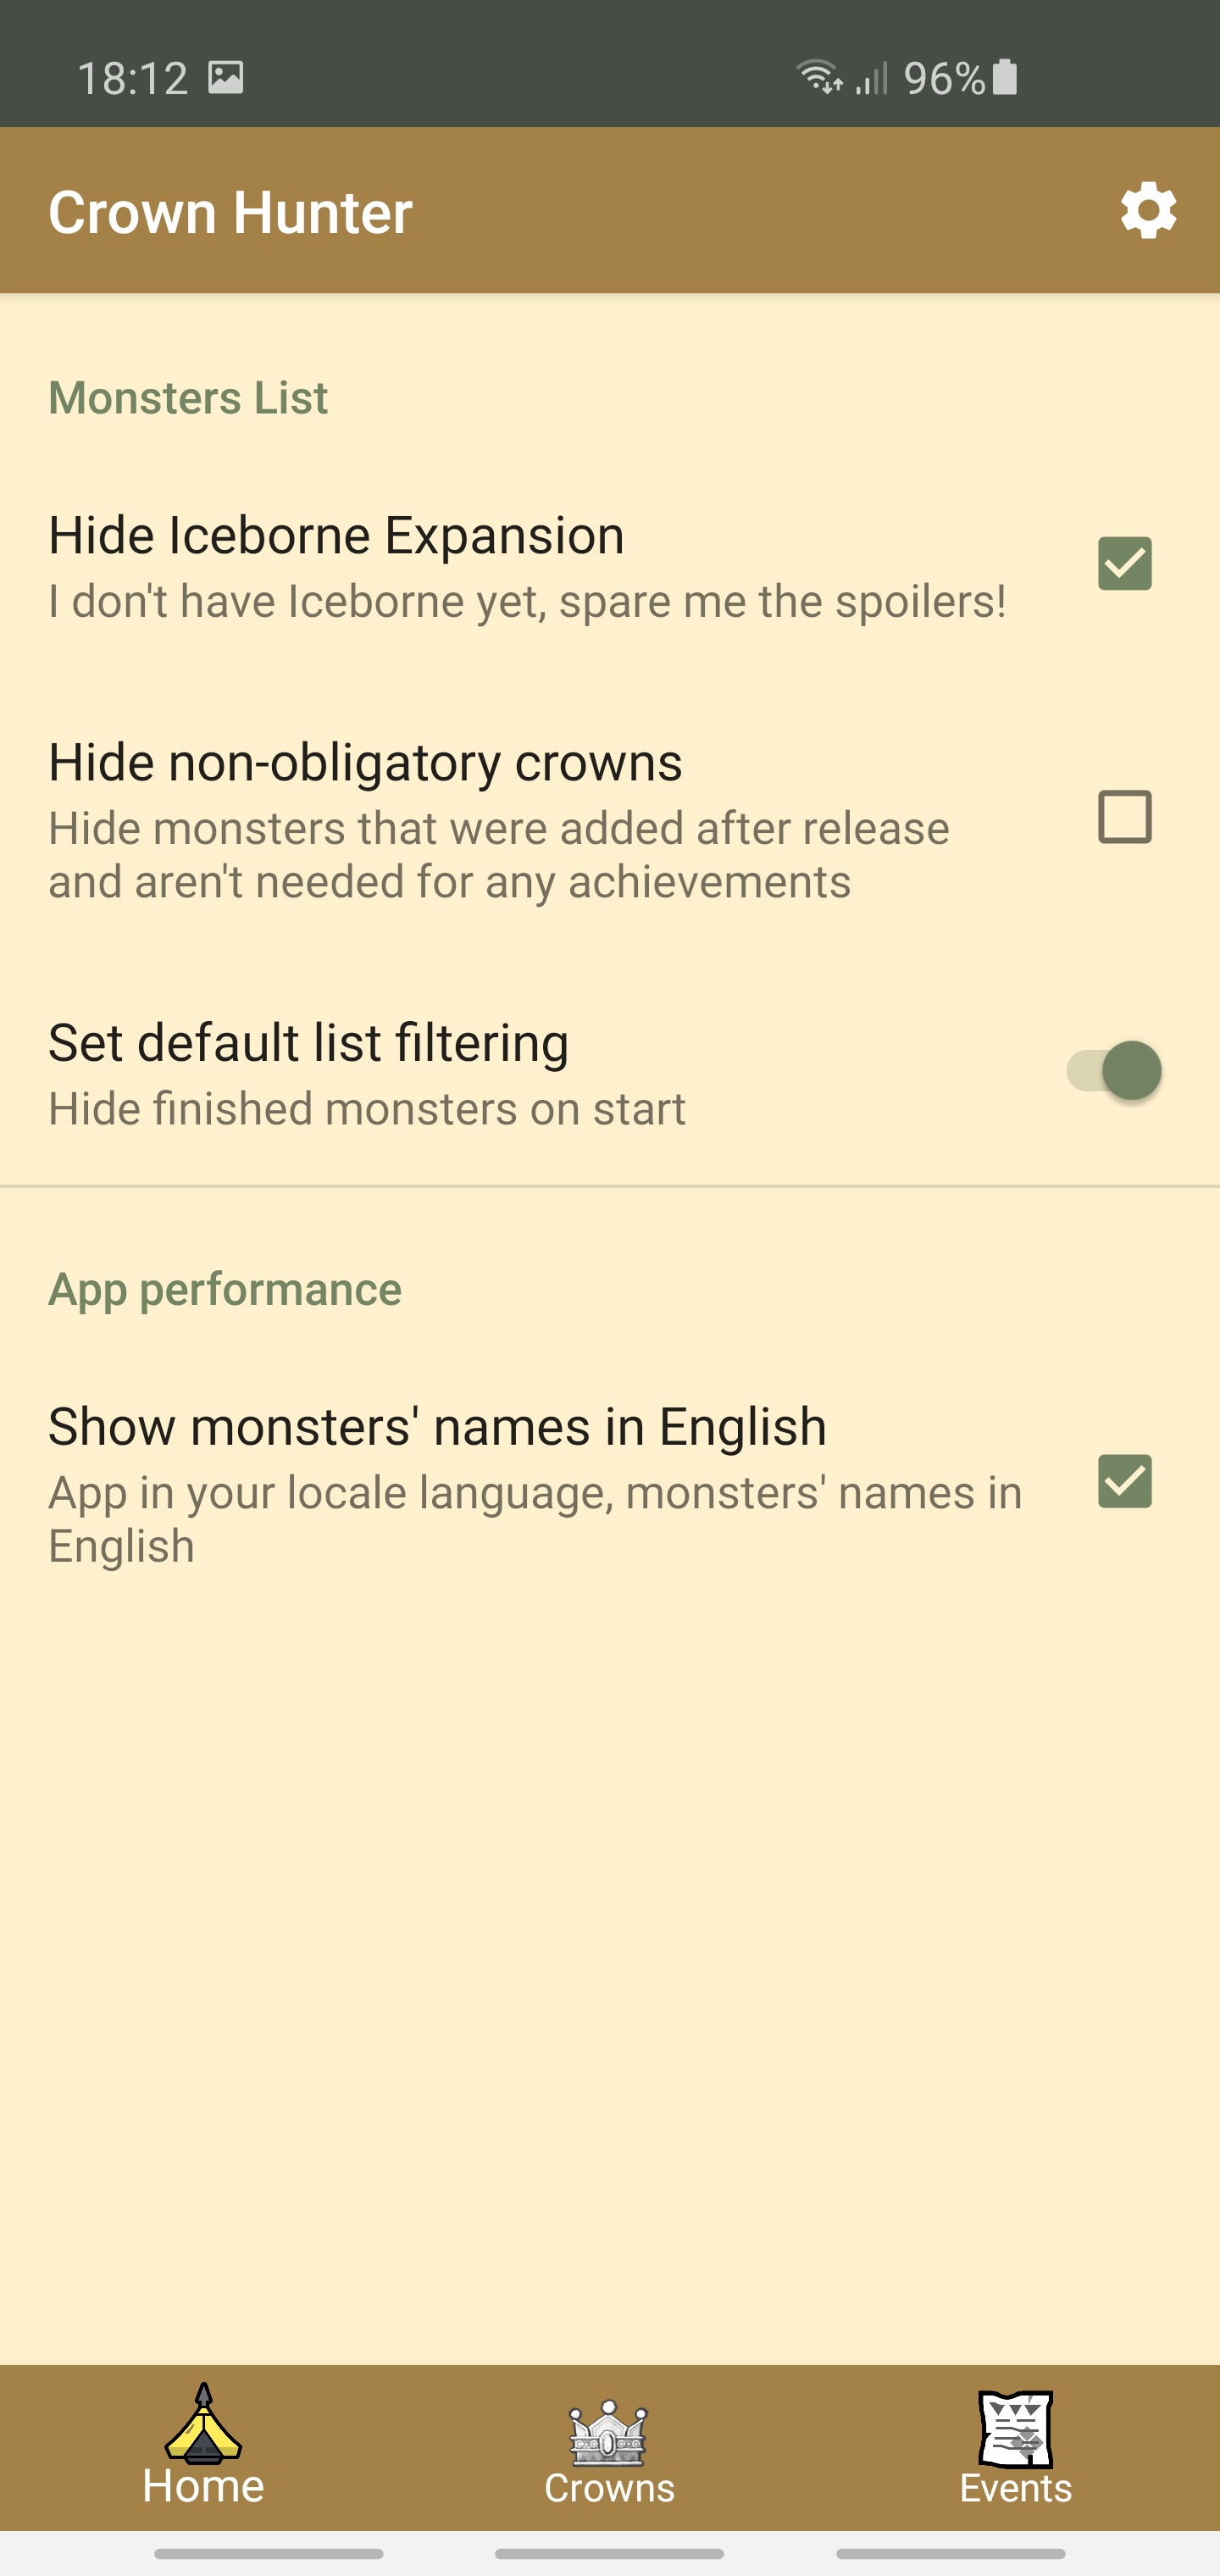 18:12
96%
Crown Hunter
Monsters List
Hide Iceborne Expansion
I don't have Iceborne yet, spare me the spoilers!
Hide non-obligatory crowns
Hide monsters that were added after release
and aren't needed for any achievements
Set default list filtering
Hide finished monsters on start
App performance
Show monsters' names in English
App in your locale language, monsters' names in
English
Home
Crowns
Events